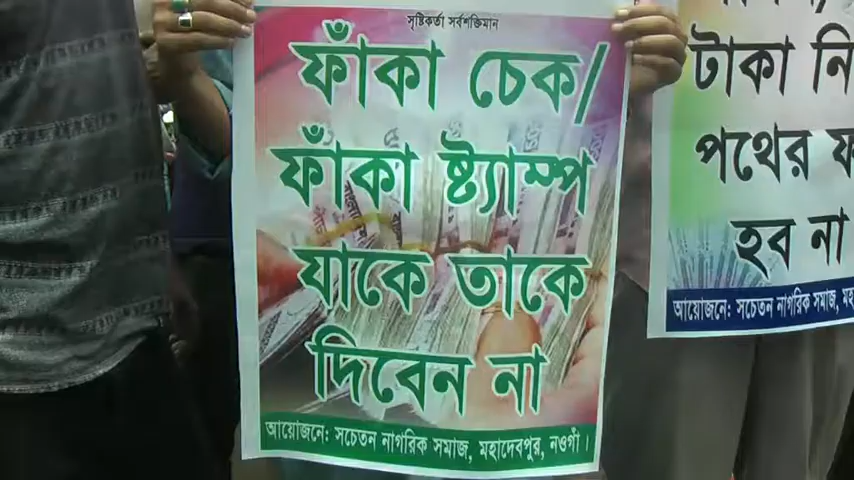 সৃষ্টিকর্তা সর্বশক্তিমান
ফাঁকা চেক/
ফাঁকা ষ্ট্যাম্প
যাকে তাকে
দিবেন না
আয়োজনে: সচেতন নাগরিক সমাজ, মহাদেবপুর, নওগাঁ।
টাকা
পথের
হব না
আয়োজনে: সচেতন নাগরিক সমাজ,